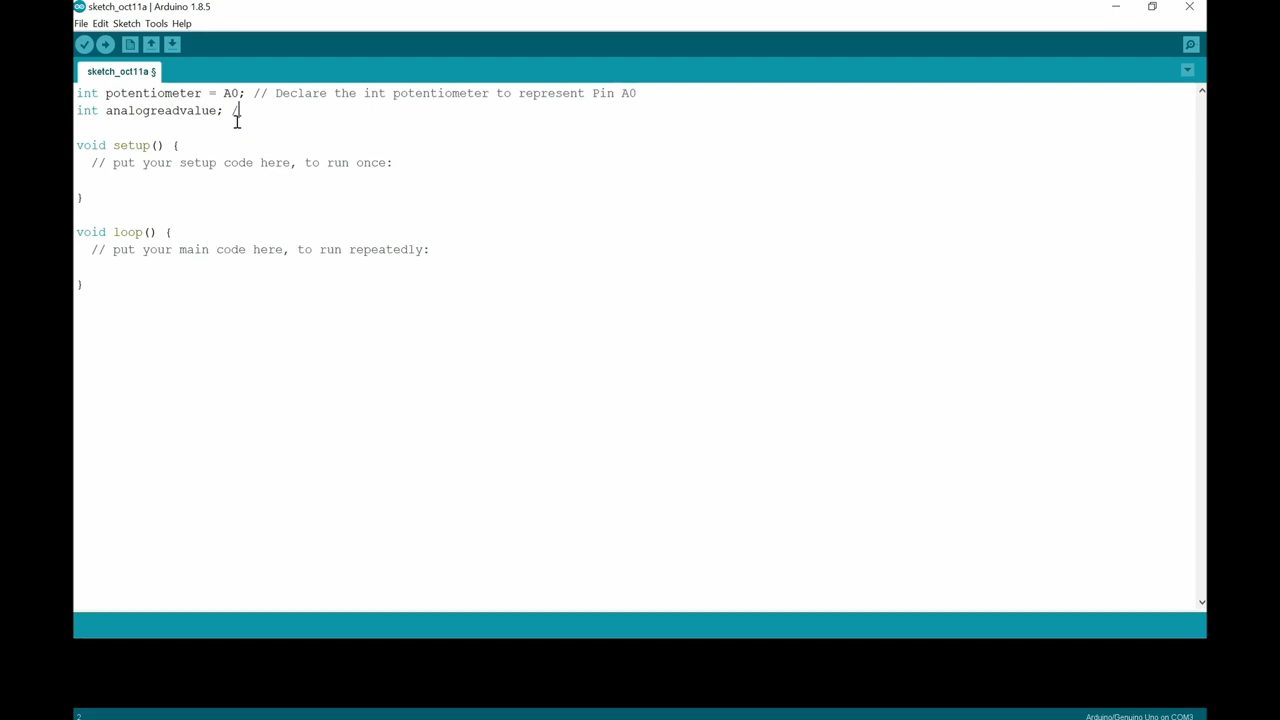 sketch_oct11a | Arduino 1.8.5
File Edit Sketch Tools Help
sketch_oct11a §
int potentiometer = A0; // Declare the int potentiometer to represent Pin A0
int analogreadvalue; /
void setup() {
// put your setup code here, to run once:
}
void loop() {
// put your main code here, to run repeatedly:
}
2 Arduino/Genuino Uno on COM3